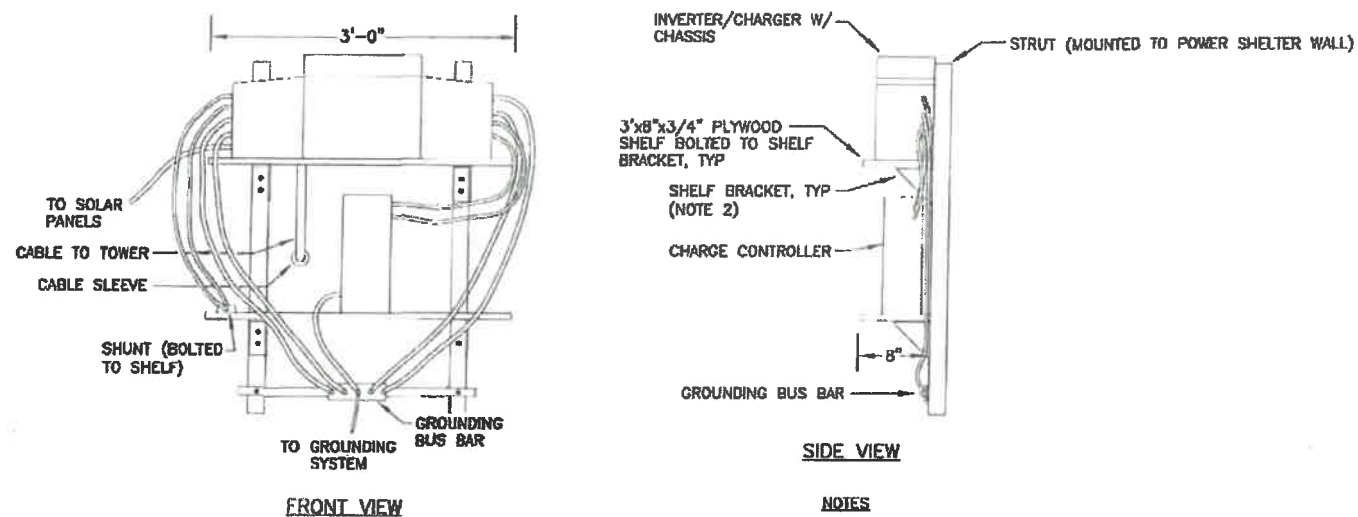 3'-0"
TO SOLAR
PANELS
CABLE TO TOWER
CABLE SLEEVE
SHUNT (BOLTED
TO SHELF)
TO GROUNDING
SYSTEM
GROUNDING
BUS BAR
FRONT VIEW
INVERTER/CHARGER W/
CHASSIS
STRUT (MOUNTED TO POWER SHELTER WALL)
3'x8"x3/4" PLYWOOD
SHELF BOLTED TO SHELF
BRACKET, TYP
SHELF BRACKET, TYP
(NOTE 2)
CHARGE CONTROLLER
8"
GROUNDING BUS BAR
SIDE VIEW
NOTES